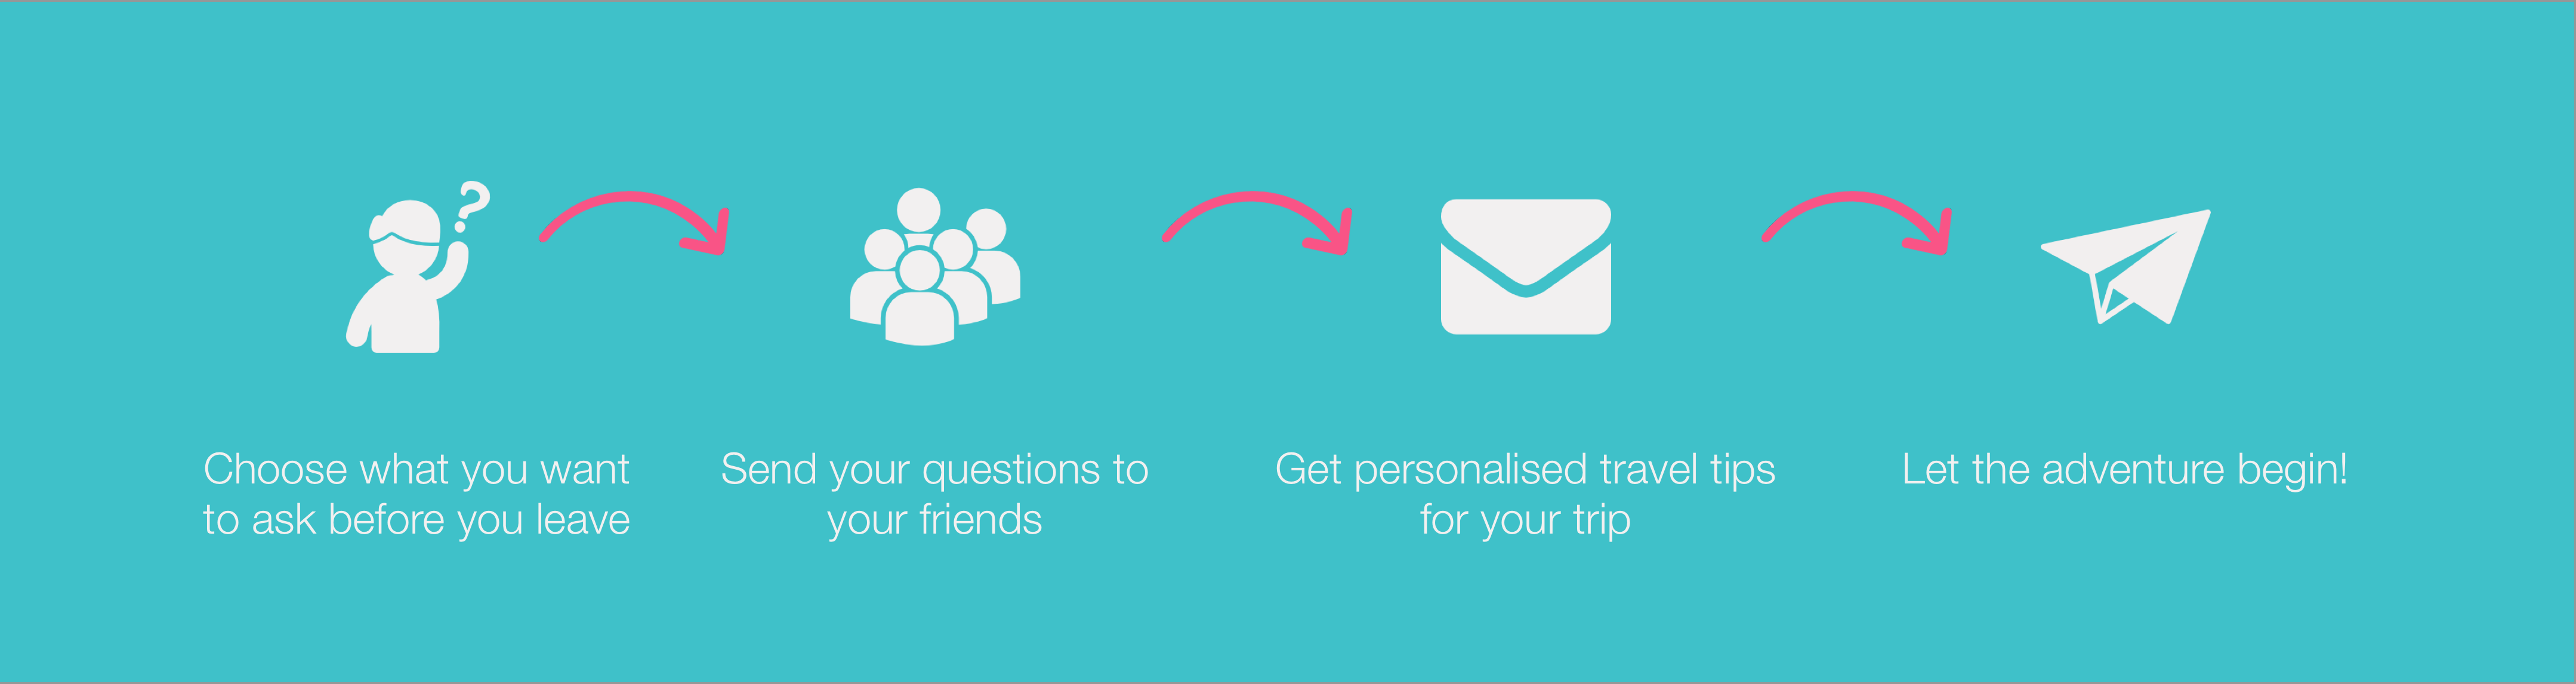 ?
Choose what you want
to ask before you leave
Send your questions to
your friends
Get personalised travel tips
for your trip
Let the adventure begin!